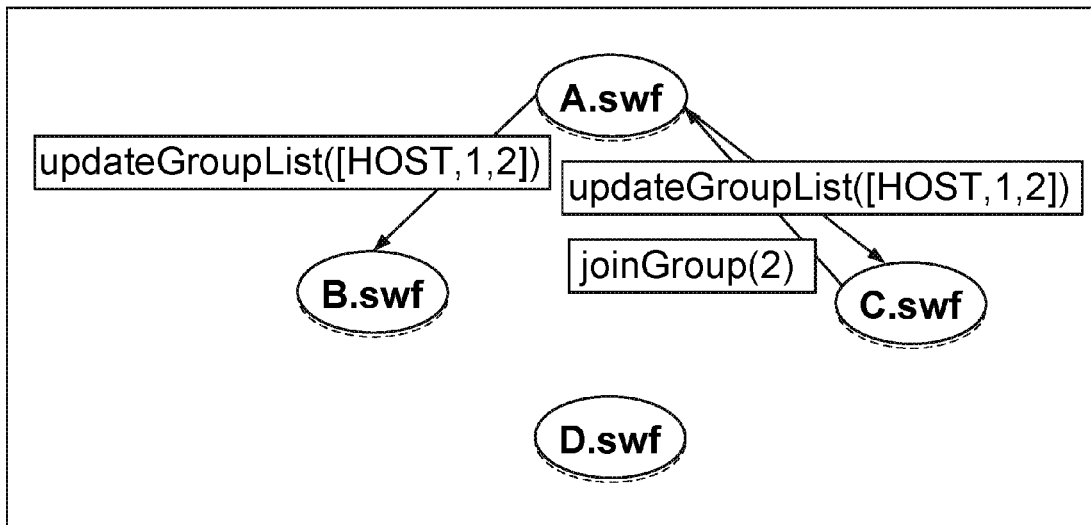 A.swf
updateGroupList([HOST,1,2])
updateGroupList([HOST,1,2])
joinGroup(2)
B.swf
C.swf
D.swf